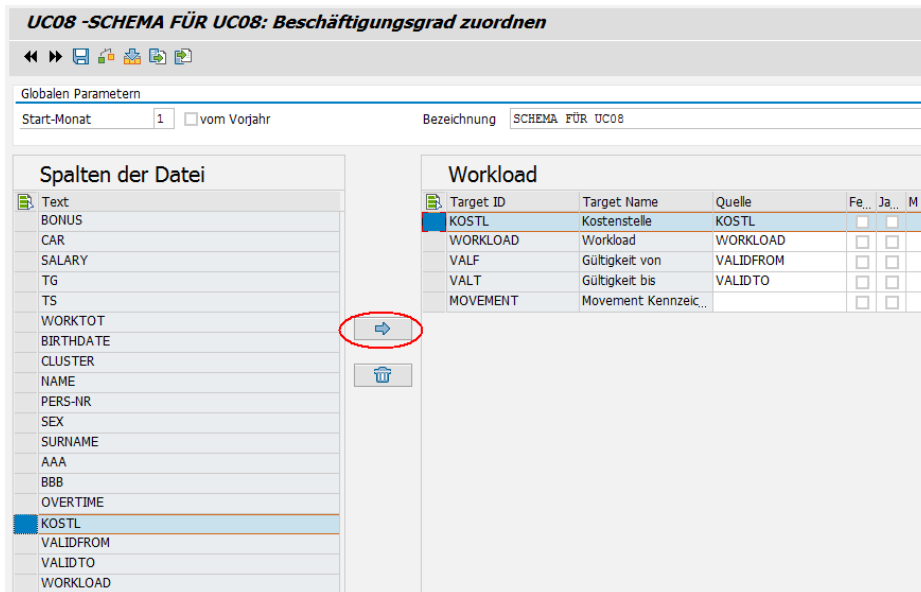 UC08 -SCHEMA FÜR UC08: Beschäftigungsgrad zuordnen
Globalen Parametern
Start-Monat 1 vom Vorjahr Bezeichnung SCHEMA FÜR UC08
Spalten der Datei
Text
BONUS
CAR
SALARY
TG
TS
WORKTOT
BIRTHDATE
CLUSTER
NAME
PERS-NR
SEX
SURNAME
AAA
BBB
OVERTIME
KOSTL
VALIDFROM
VALIDTO
WORKLOAD
Workload
Target ID Target Name Quelle Fe... Ja... M
KOSTL Kostenstelle KOSTL
WORKLOAD Workload WORKLOAD
VALF Gültigkeit von VALIDFROM
VALT Gültigkeit bis VALIDTO
MOVEMENT Movement Kennzeic...